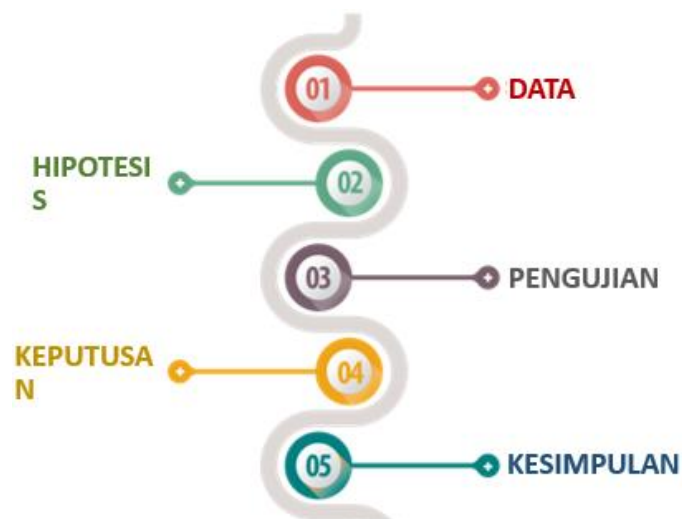 01
DATA
HIPOTESI
S
02
03
PENGUJIAN
KEPUTUSA
N
04
05
KESIMPULAN